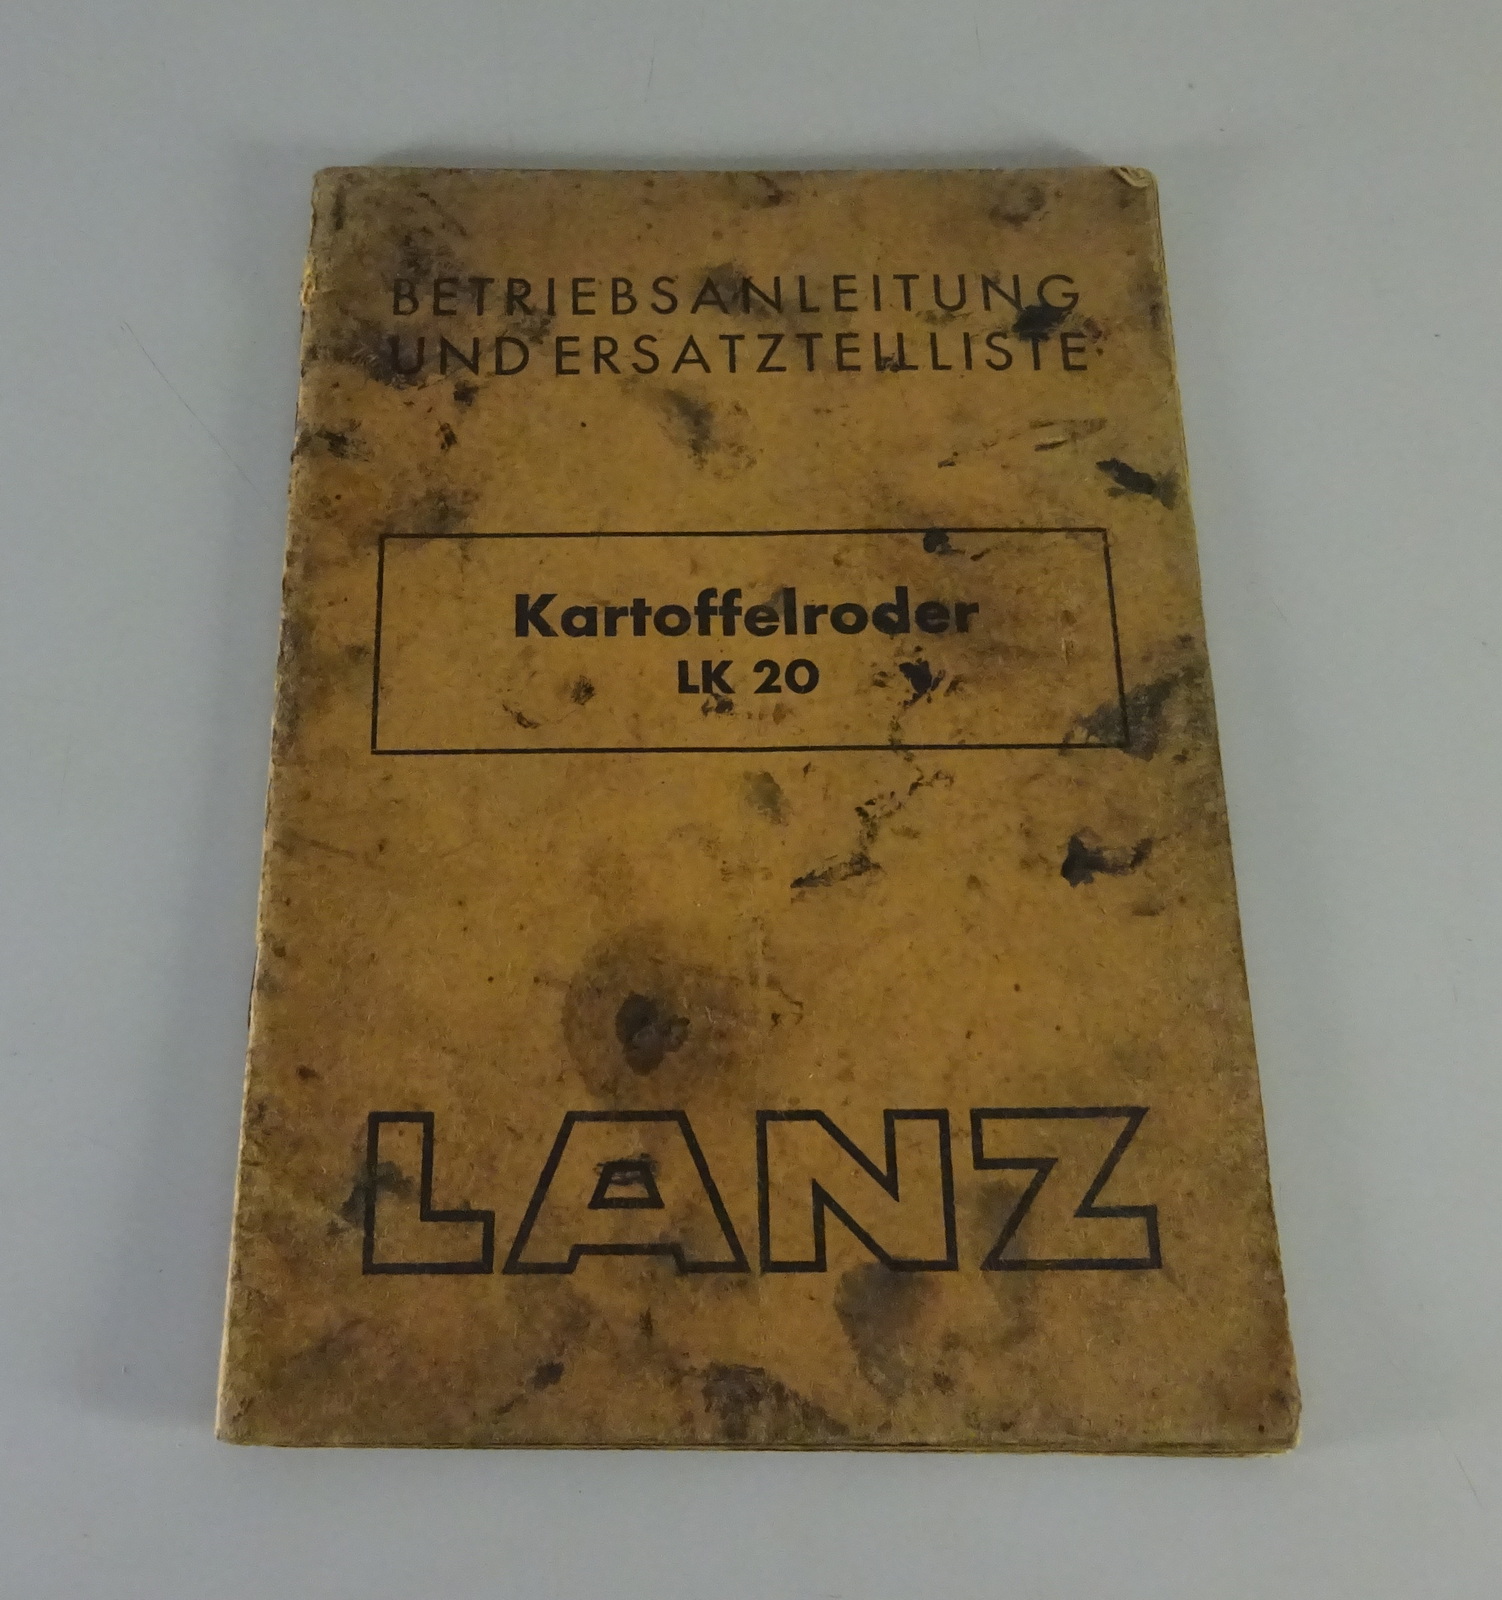 BETRIEBSANLEITUNG
UND ERSATZTEILLISTE
Kartoffelroder
LK 20
LANZ